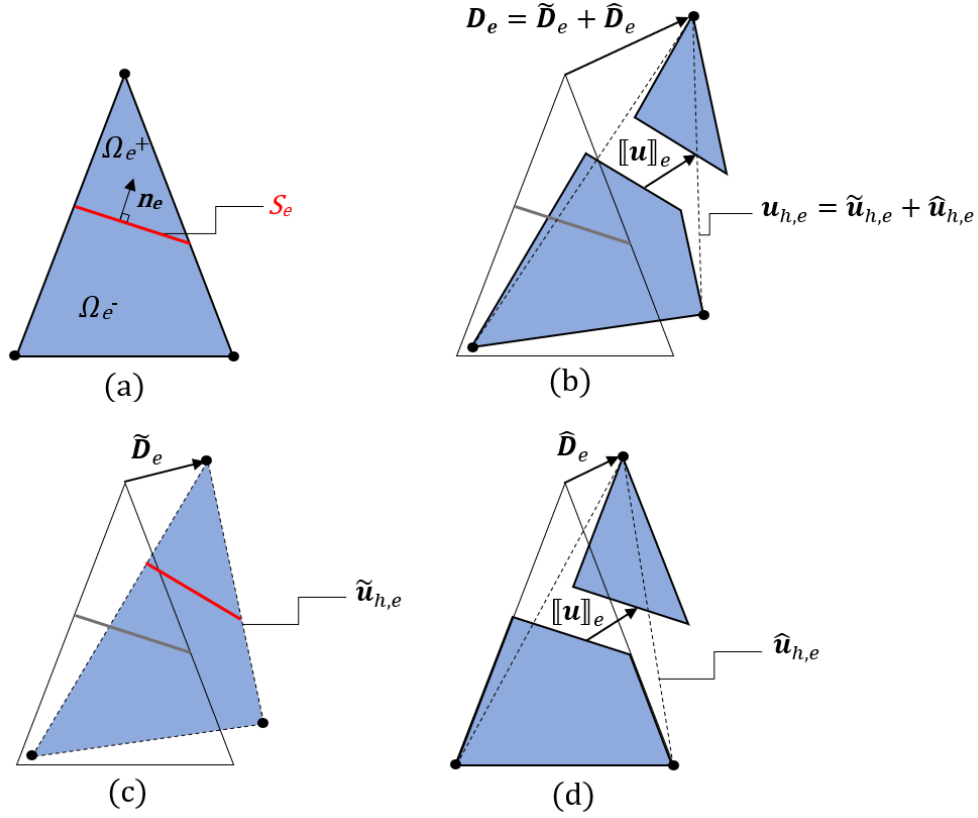 Ωe⁺
nₑ
Sₑ
Ωe⁻
(a)
𝑫ₑ = 𝑫̃ₑ + 𝑫̂ₑ
⟦𝒖⟧ₑ
𝒖ₕ,ₑ = 𝒖̃ₕ,ₑ + 𝒖̂ₕ,ₑ
(b)
𝑫̃ₑ
𝒖̃ₕ,ₑ
(c)
𝑫̂ₑ
⟦𝒖⟧ₑ
𝒖̂ₕ,ₑ
(d)